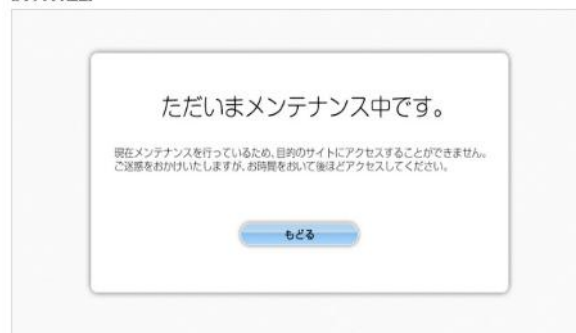 ただいまメンテナンス中です。
現在メンテナンスを行っているため、目的のサイトにアクセスすることができません。
ご迷惑をおかけいたしますが、お時間をおいて後ほどアクセスしてください。
もどる